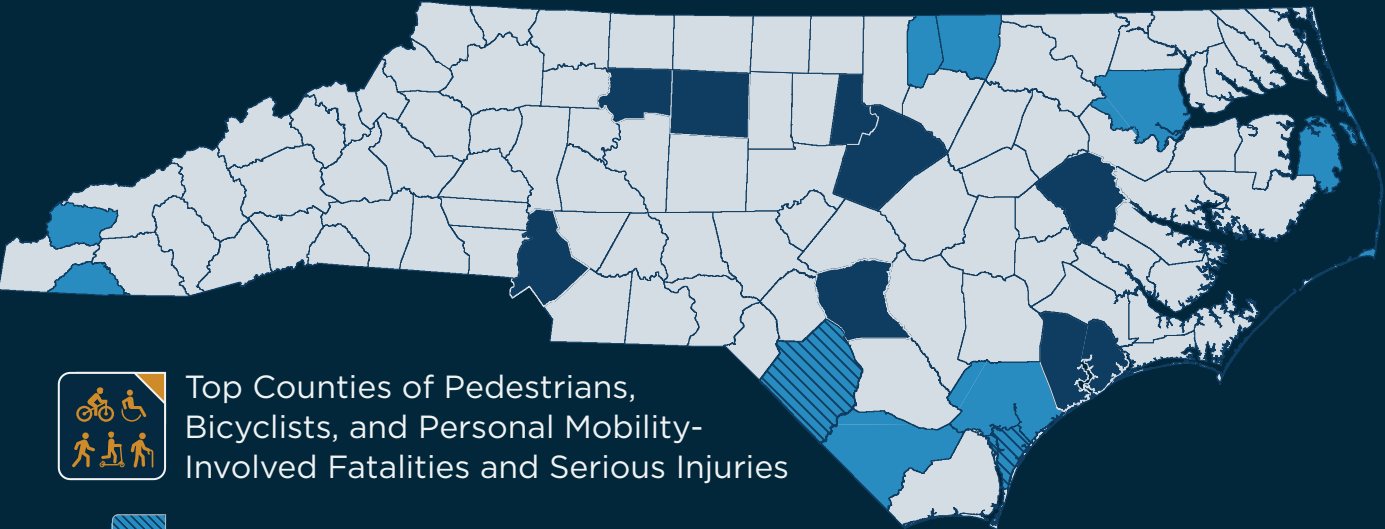 Top Counties of Pedestrians,
Bicyclists, and Personal Mobility-
Involved Fatalities and Serious Injuries